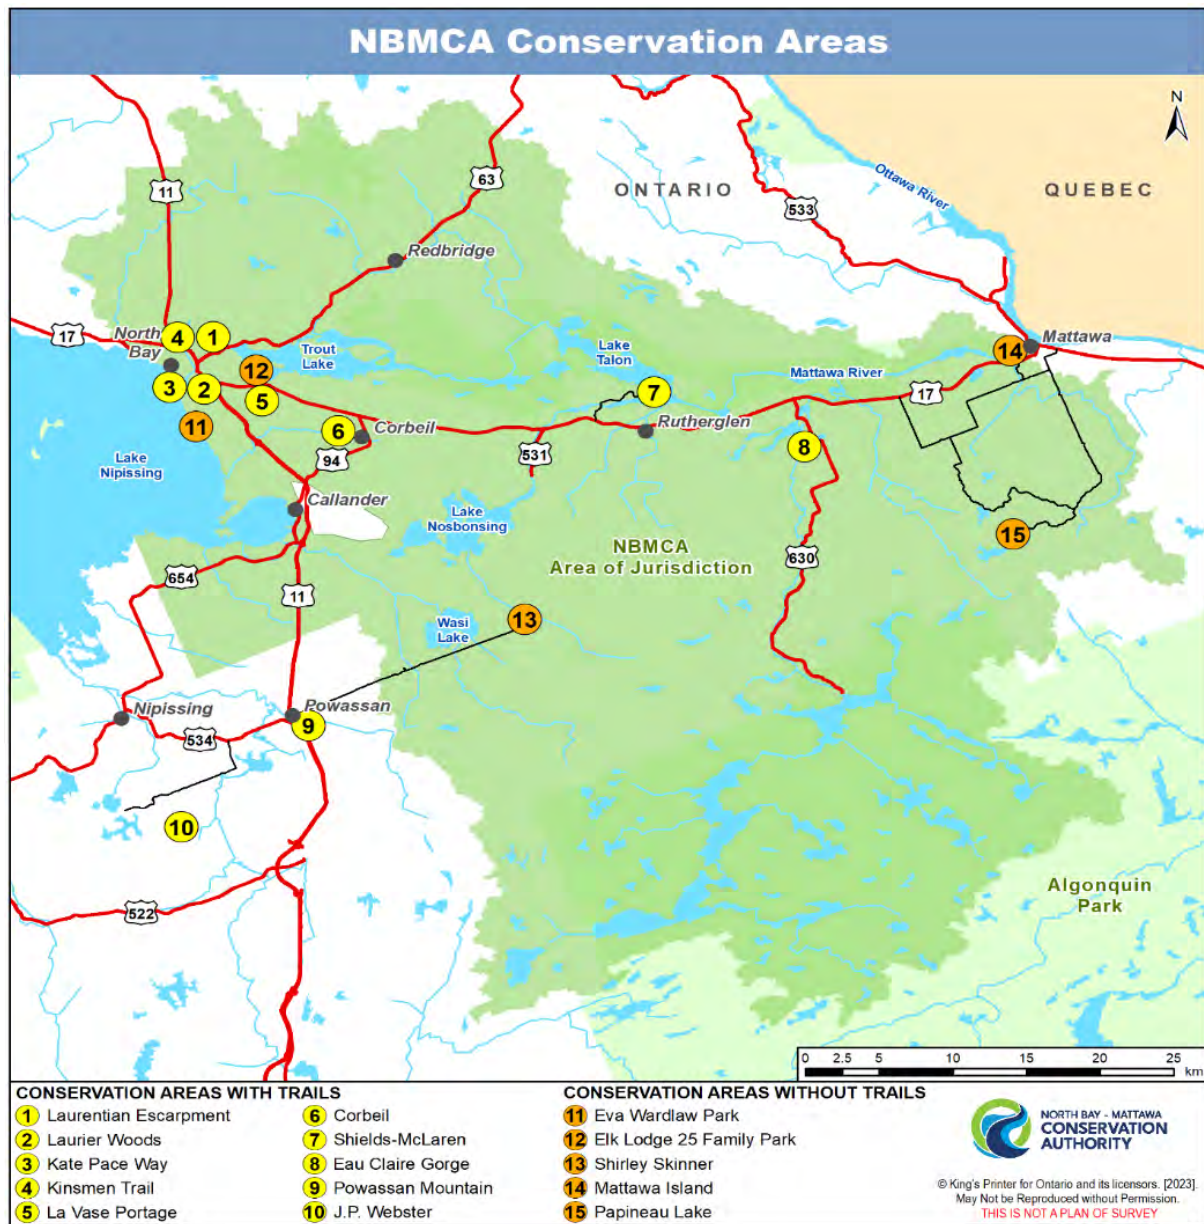 NBMCA Conservation Areas
N
ONTARIO
QUEBEC
Ottawa River
11
63
533
Redbridge
17
North
Bay
4
1
Trout
Lake
Lake
Talon
Mattawa
14
12
3
2
5
7
Mattawa River
17
11
6
Corbeil
Rutherglen
8
Lake
Nipissing
94
531
Callander
Lake
Nosbonsing
15
NBMCA
Area of Jurisdiction
654
11
630
Wasi
Lake
13
Nipissing
Powassan
534
9
10
522
Algonquin
Park
0 2.5 5 10 15 20 25
km
CONSERVATION AREAS WITH TRAILS
1 Laurentian Escarpment
2 Laurier Woods
3 Kate Pace Way
4 Kinsmen Trail
5 La Vase Portage
6 Corbeil
7 Shields-McLaren
8 Eau Claire Gorge
9 Powassan Mountain
10 J.P. Webster
CONSERVATION AREAS WITHOUT TRAILS
11 Eva Wardlaw Park
12 Elk Lodge 25 Family Park
13 Shirley Skinner
14 Mattawa Island
15 Papineau Lake
NORTH BAY - MATTAWA
CONSERVATION
AUTHORITY
© King's Printer for Ontario and its licensors. [2023].
May Not be Reproduced without Permission.
THIS IS NOT A PLAN OF SURVEY